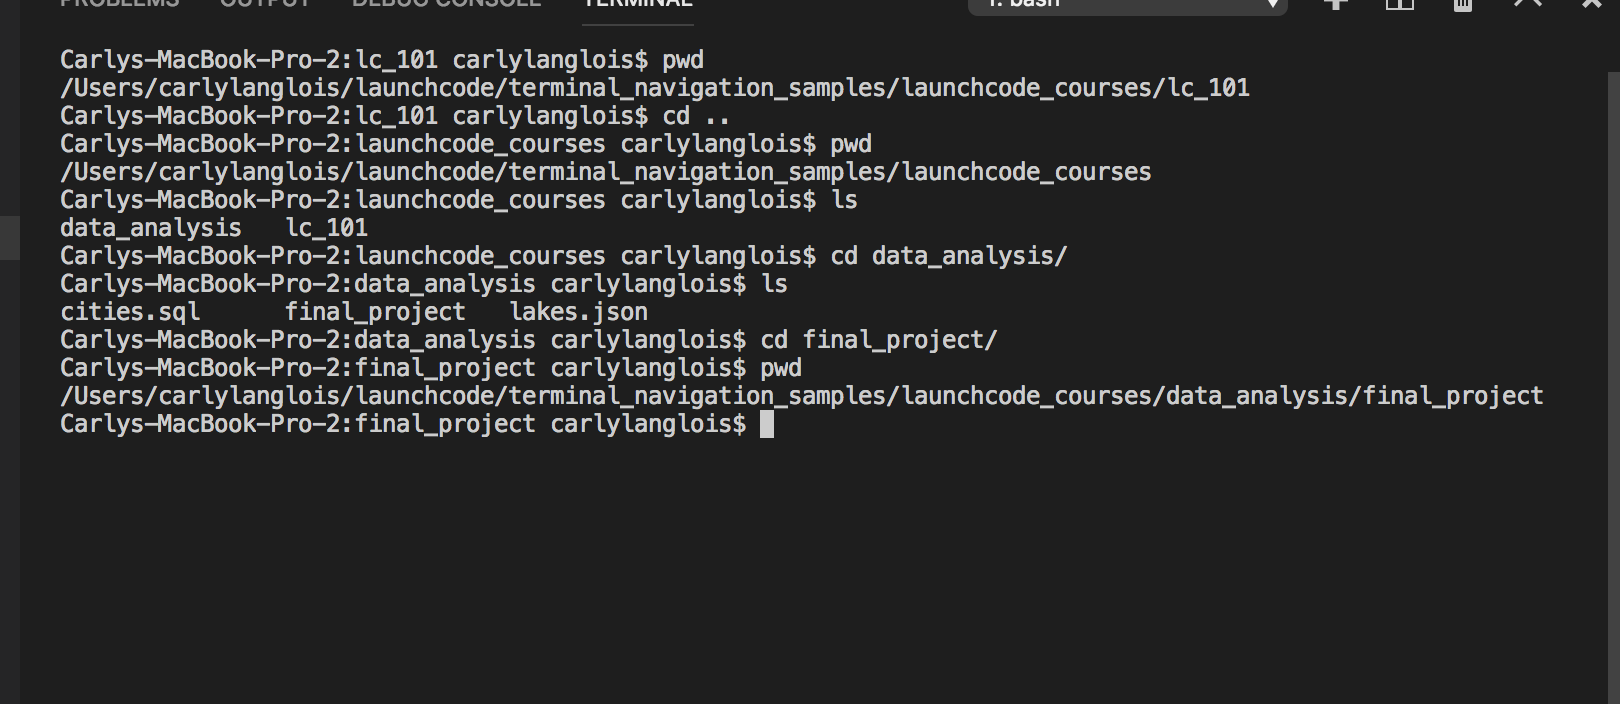 PROBLEMS OUTPUT DEBUG CONSOLE TERMINAL 1: bash
Carlys-MacBook-Pro-2:lc_101 carlylanglois$ pwd
/Users/carlylanglois/launchcode/terminal_navigation_samples/launchcode_courses/lc_101
Carlys-MacBook-Pro-2:lc_101 carlylanglois$ cd ..
Carlys-MacBook-Pro-2:launchcode_courses carlylanglois$ pwd
/Users/carlylanglois/launchcode/terminal_navigation_samples/launchcode_courses
Carlys-MacBook-Pro-2:launchcode_courses carlylanglois$ ls
data_analysis   lc_101
Carlys-MacBook-Pro-2:launchcode_courses carlylanglois$ cd data_analysis/
Carlys-MacBook-Pro-2:data_analysis carlylanglois$ ls
cities.sql      final_project   lakes.json
Carlys-MacBook-Pro-2:data_analysis carlylanglois$ cd final_project/
Carlys-MacBook-Pro-2:final_project carlylanglois$ pwd
/Users/carlylanglois/launchcode/terminal_navigation_samples/launchcode_courses/data_analysis/final_project
Carlys-MacBook-Pro-2:final_project carlylanglois$